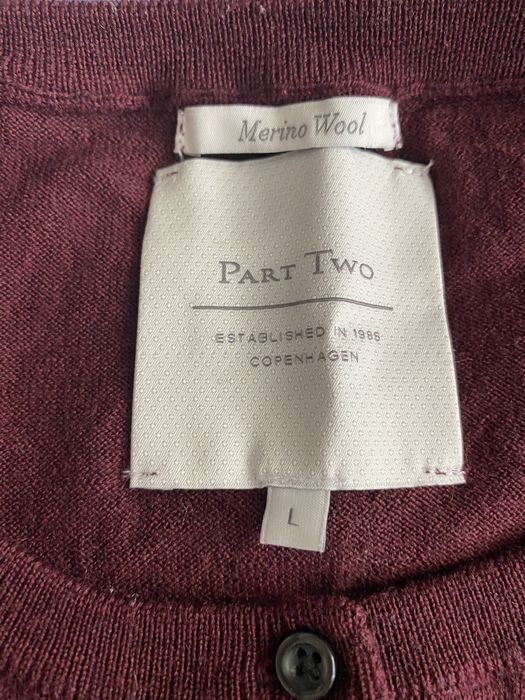 Merino Wool
PART TWO
ESTABLISHED IN 1986
COPENHAGEN
L